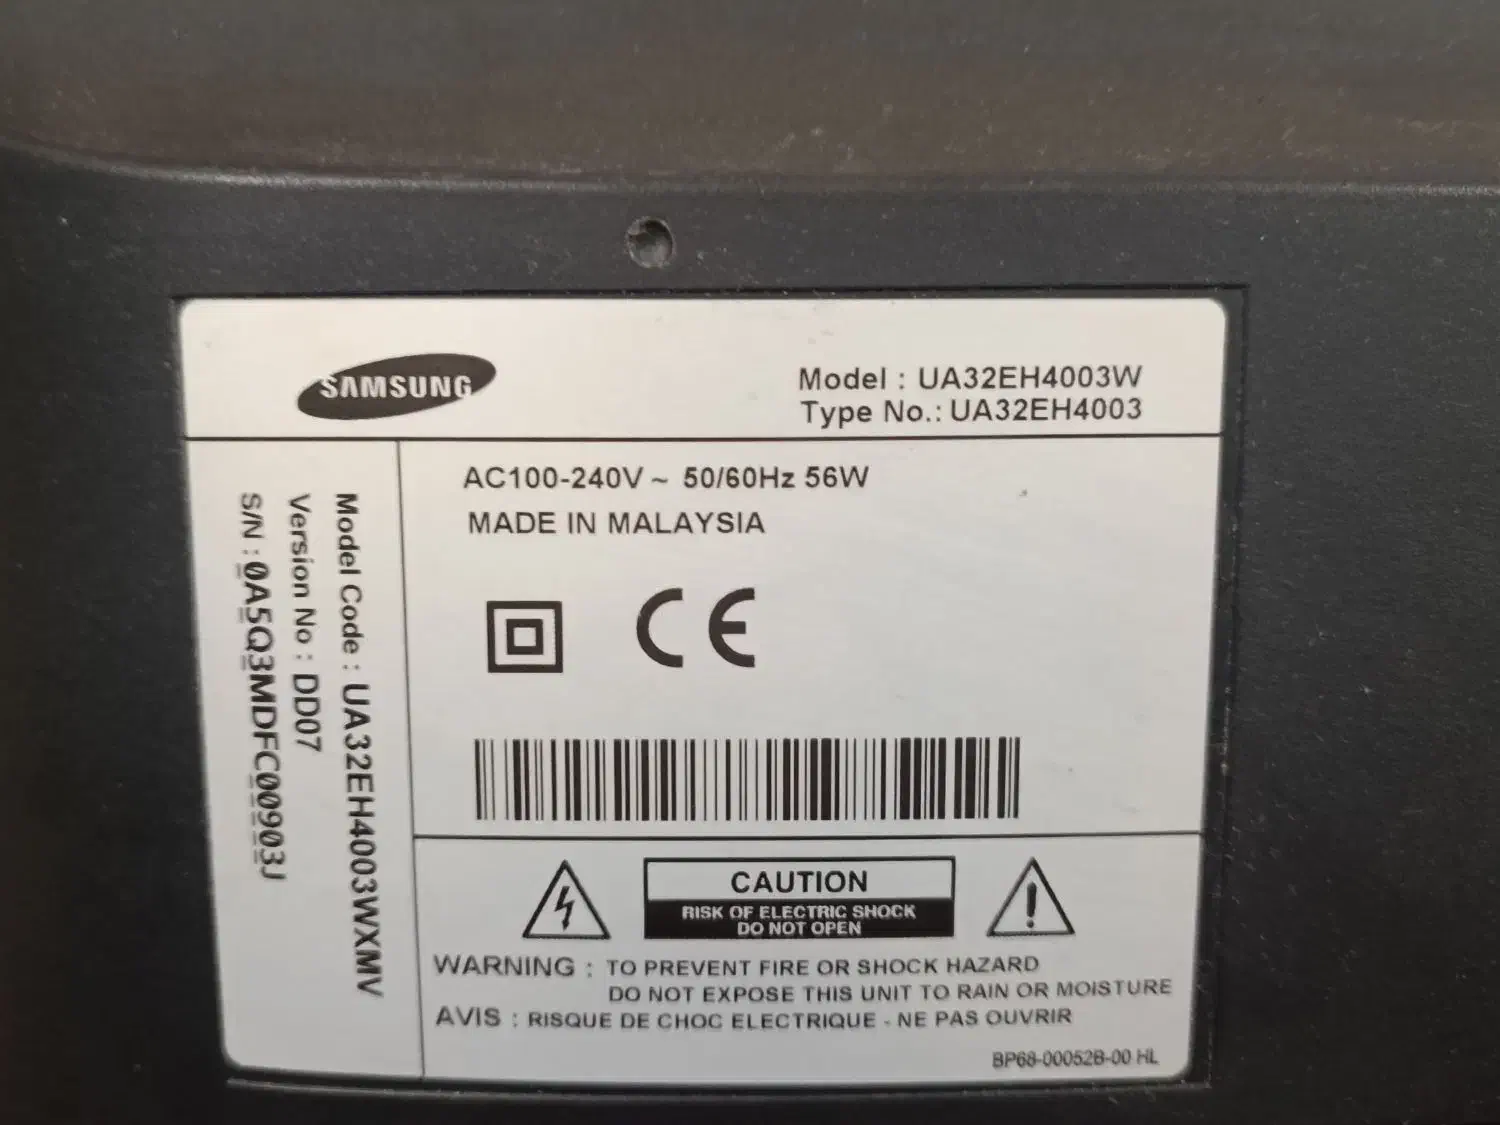 SAMSUNG
Model : UA32EH4003W
Type No.: UA32EH4003
AC100-240V ~ 50/60Hz 56W
MADE IN MALAYSIA
CE
Model Code : UA32EH4003WXMV
Version No : DD07
S/N : 0A5Q3MDFC00903J
CAUTION
RISK OF ELECTRIC SHOCK
DO NOT OPEN
WARNING : TO PREVENT FIRE OR SHOCK HAZARD
DO NOT EXPOSE THIS UNIT TO RAIN OR MOISTURE
AVIS : RISQUE DE CHOC ELECTRIQUE - NE PAS OUVRIR
BP68-00052B-00 HL